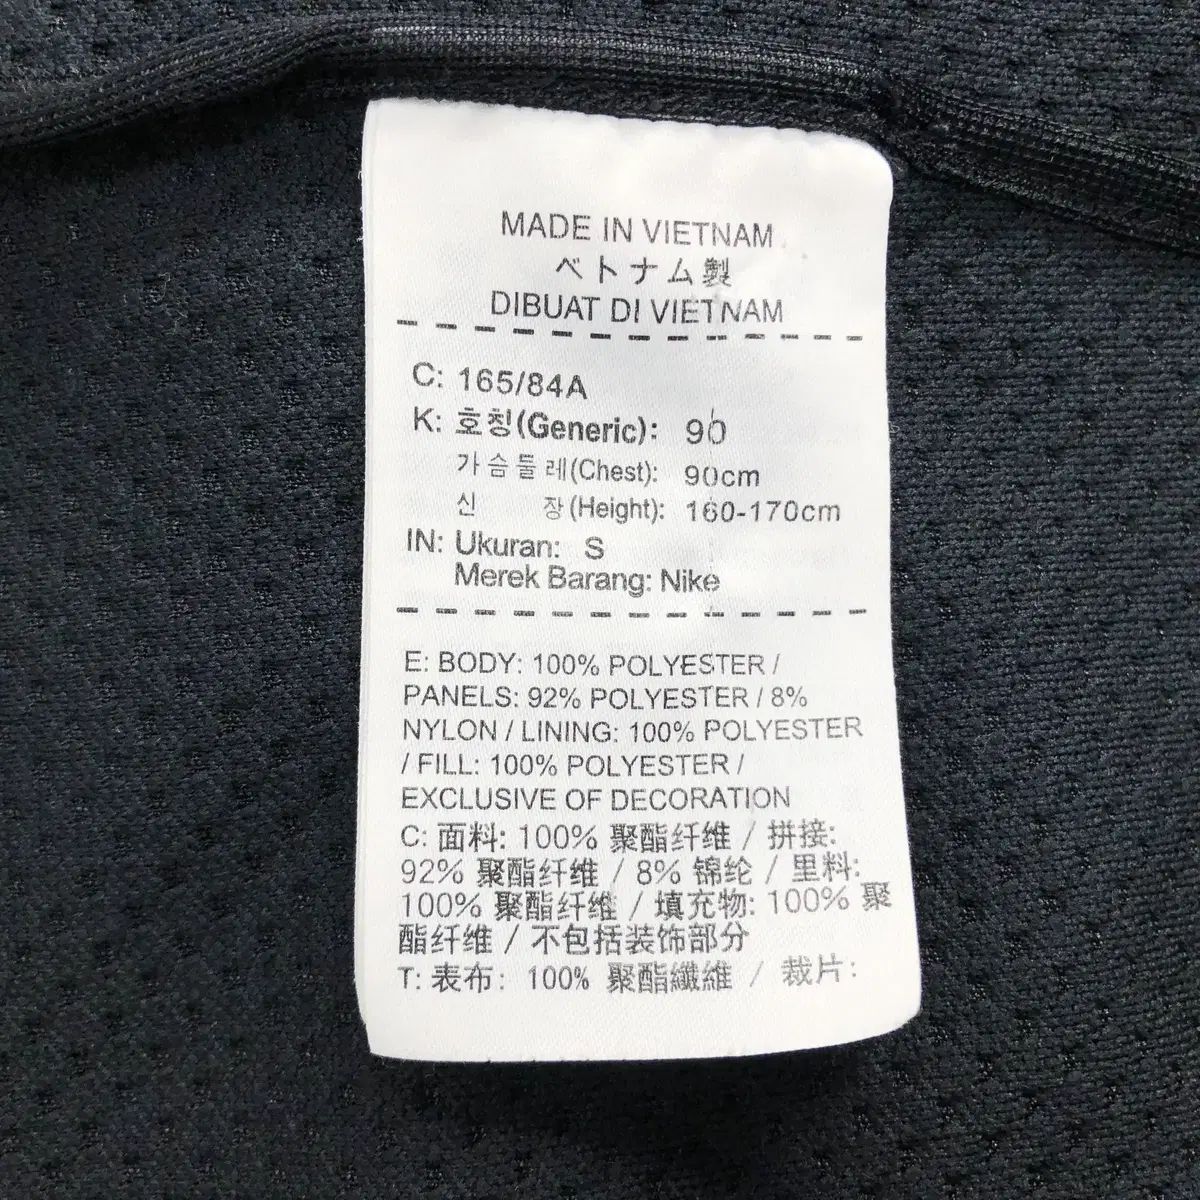 MADE IN VIETNAM
ベトナム製
DIBUAT DI VIETNAM
C: 165/84A
K: 호칭(Generic): 90
가슴둘레(Chest): 90cm
신 장(Height): 160-170cm
IN: Ukuran: S
Merek Barang: Nike
E: BODY: 100% POLYESTER /
PANELS: 92% POLYESTER / 8%
NYLON / LINING: 100% POLYESTER
/ FILL: 100% POLYESTER /
EXCLUSIVE OF DECORATION
C: 面料: 100% 聚酯纤维 / 拼接:
92% 聚酯纤维 / 8% 锦纶 / 里料:
100% 聚酯纤维 / 填充物: 100% 聚
酯纤维 / 不包括装饰部分
T: 表布: 100% 聚酯纖維 / 裁片: